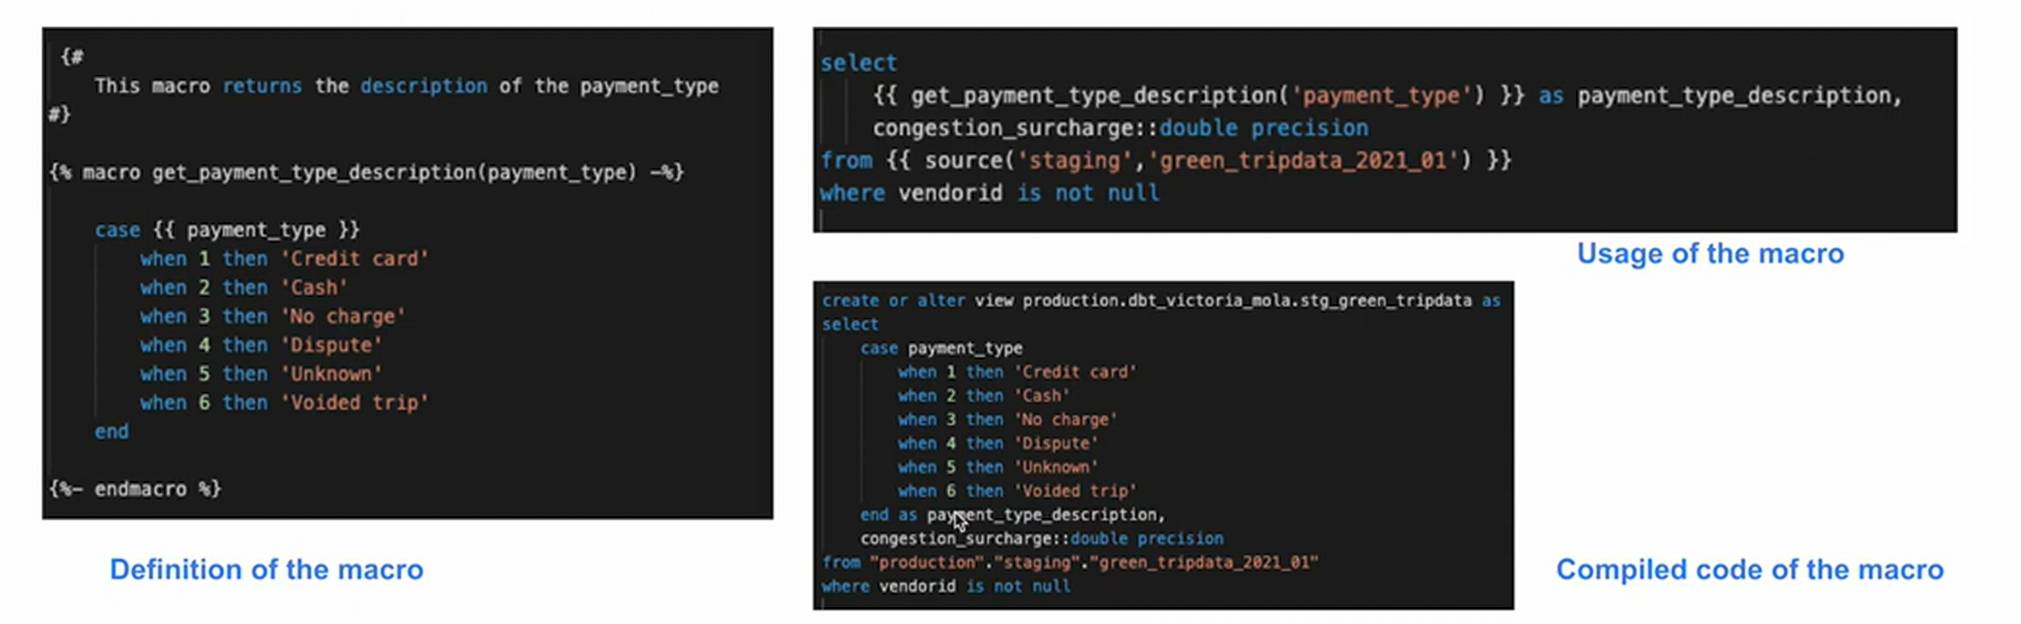 {#
This macro returns the description of the payment_type
#}
{% macro get_payment_type_description(payment_type) -%}
case {{ payment_type }}
when 1 then 'Credit card'
when 2 then 'Cash'
when 3 then 'No charge'
when 4 then 'Dispute'
when 5 then 'Unknown'
when 6 then 'Voided trip'
end
{%- endmacro %}
Definition of the macro
select
{{ get_payment_type_description('payment_type') }} as payment_type_description,
congestion_surcharge::double precision
from {{ source('staging','green_tripdata_2021_01') }}
where vendorid is not null
Usage of the macro
create or alter view production.dbt_victoria_mola.stg_green_tripdata as
select
case payment_type
when 1 then 'Credit card'
when 2 then 'Cash'
when 3 then 'No charge'
when 4 then 'Dispute'
when 5 then 'Unknown'
when 6 then 'Voided trip'
end as payment_type_description,
congestion_surcharge::double precision
from "production"."staging"."green_tripdata_2021_01"
where vendorid is not null
Compiled code of the macro